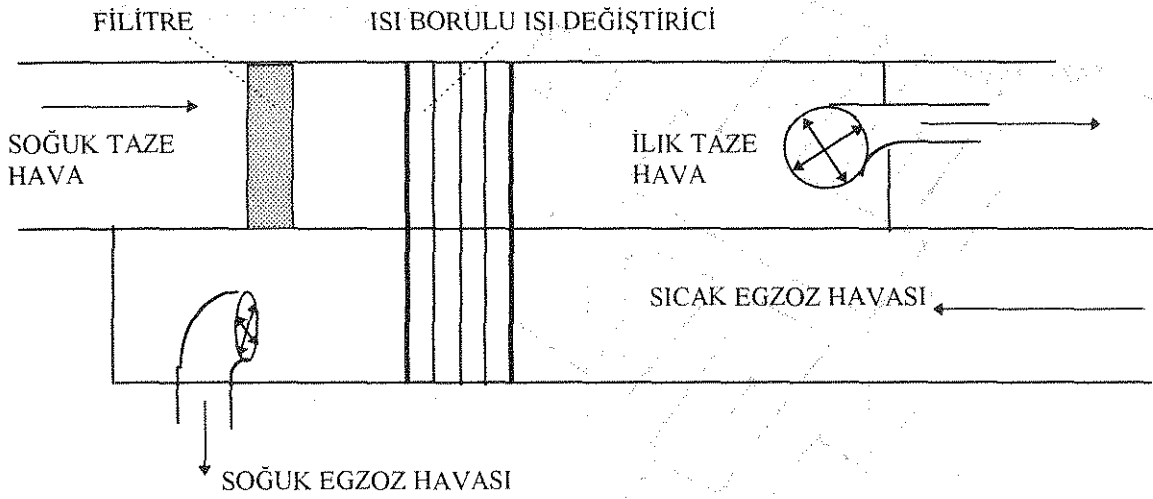 FİLİTRE
ISI BORULU ISI DEĞİŞTİRİCİ
SOĞUK TAZE
HAVA
İLIK TAZE
HAVA
SICAK EGZOZ HAVASI
SOĞUK EGZOZ HAVASI